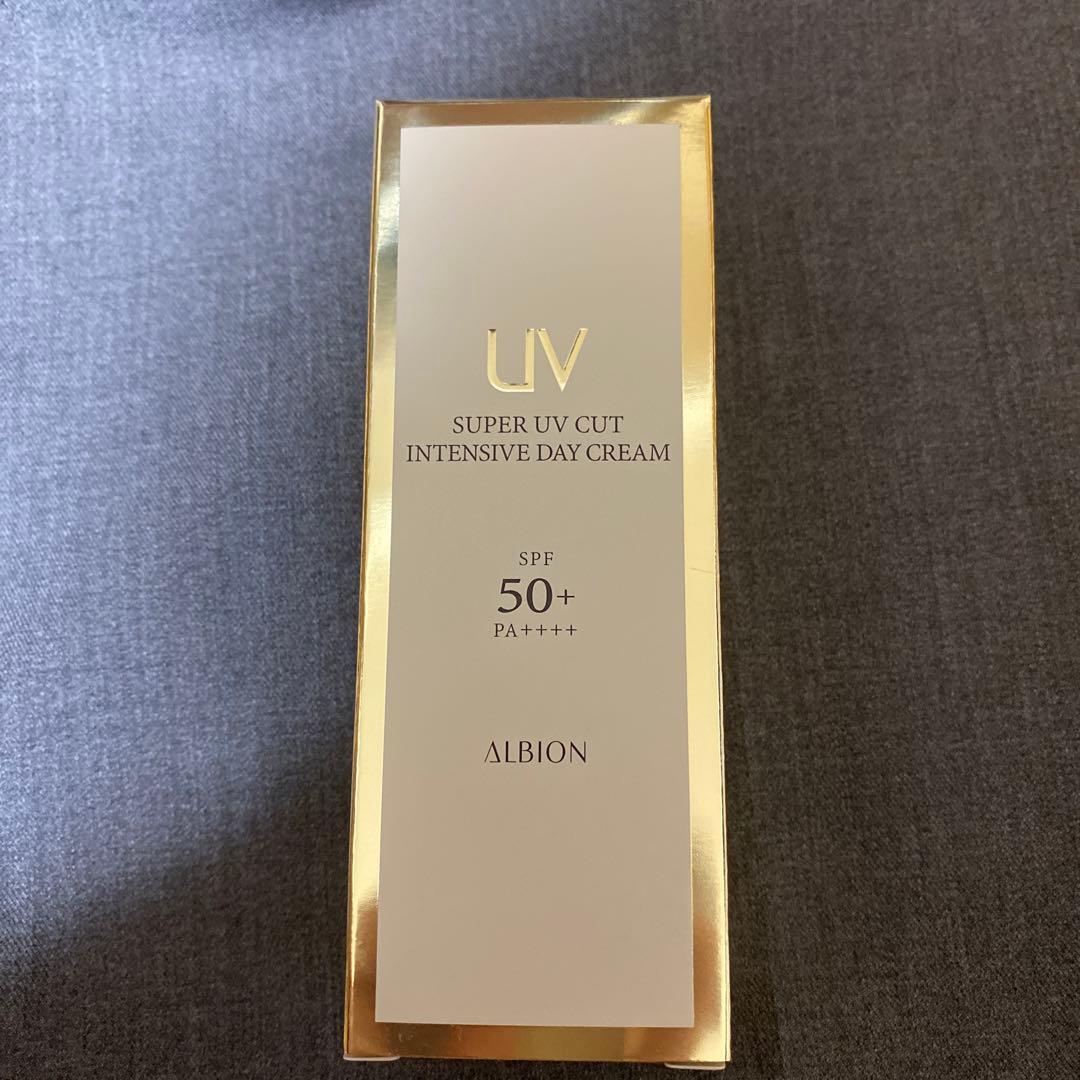 UV
SUPER UV CUT
INTENSIVE DAY CREAM
SPF
50+
PA++++
ALBION